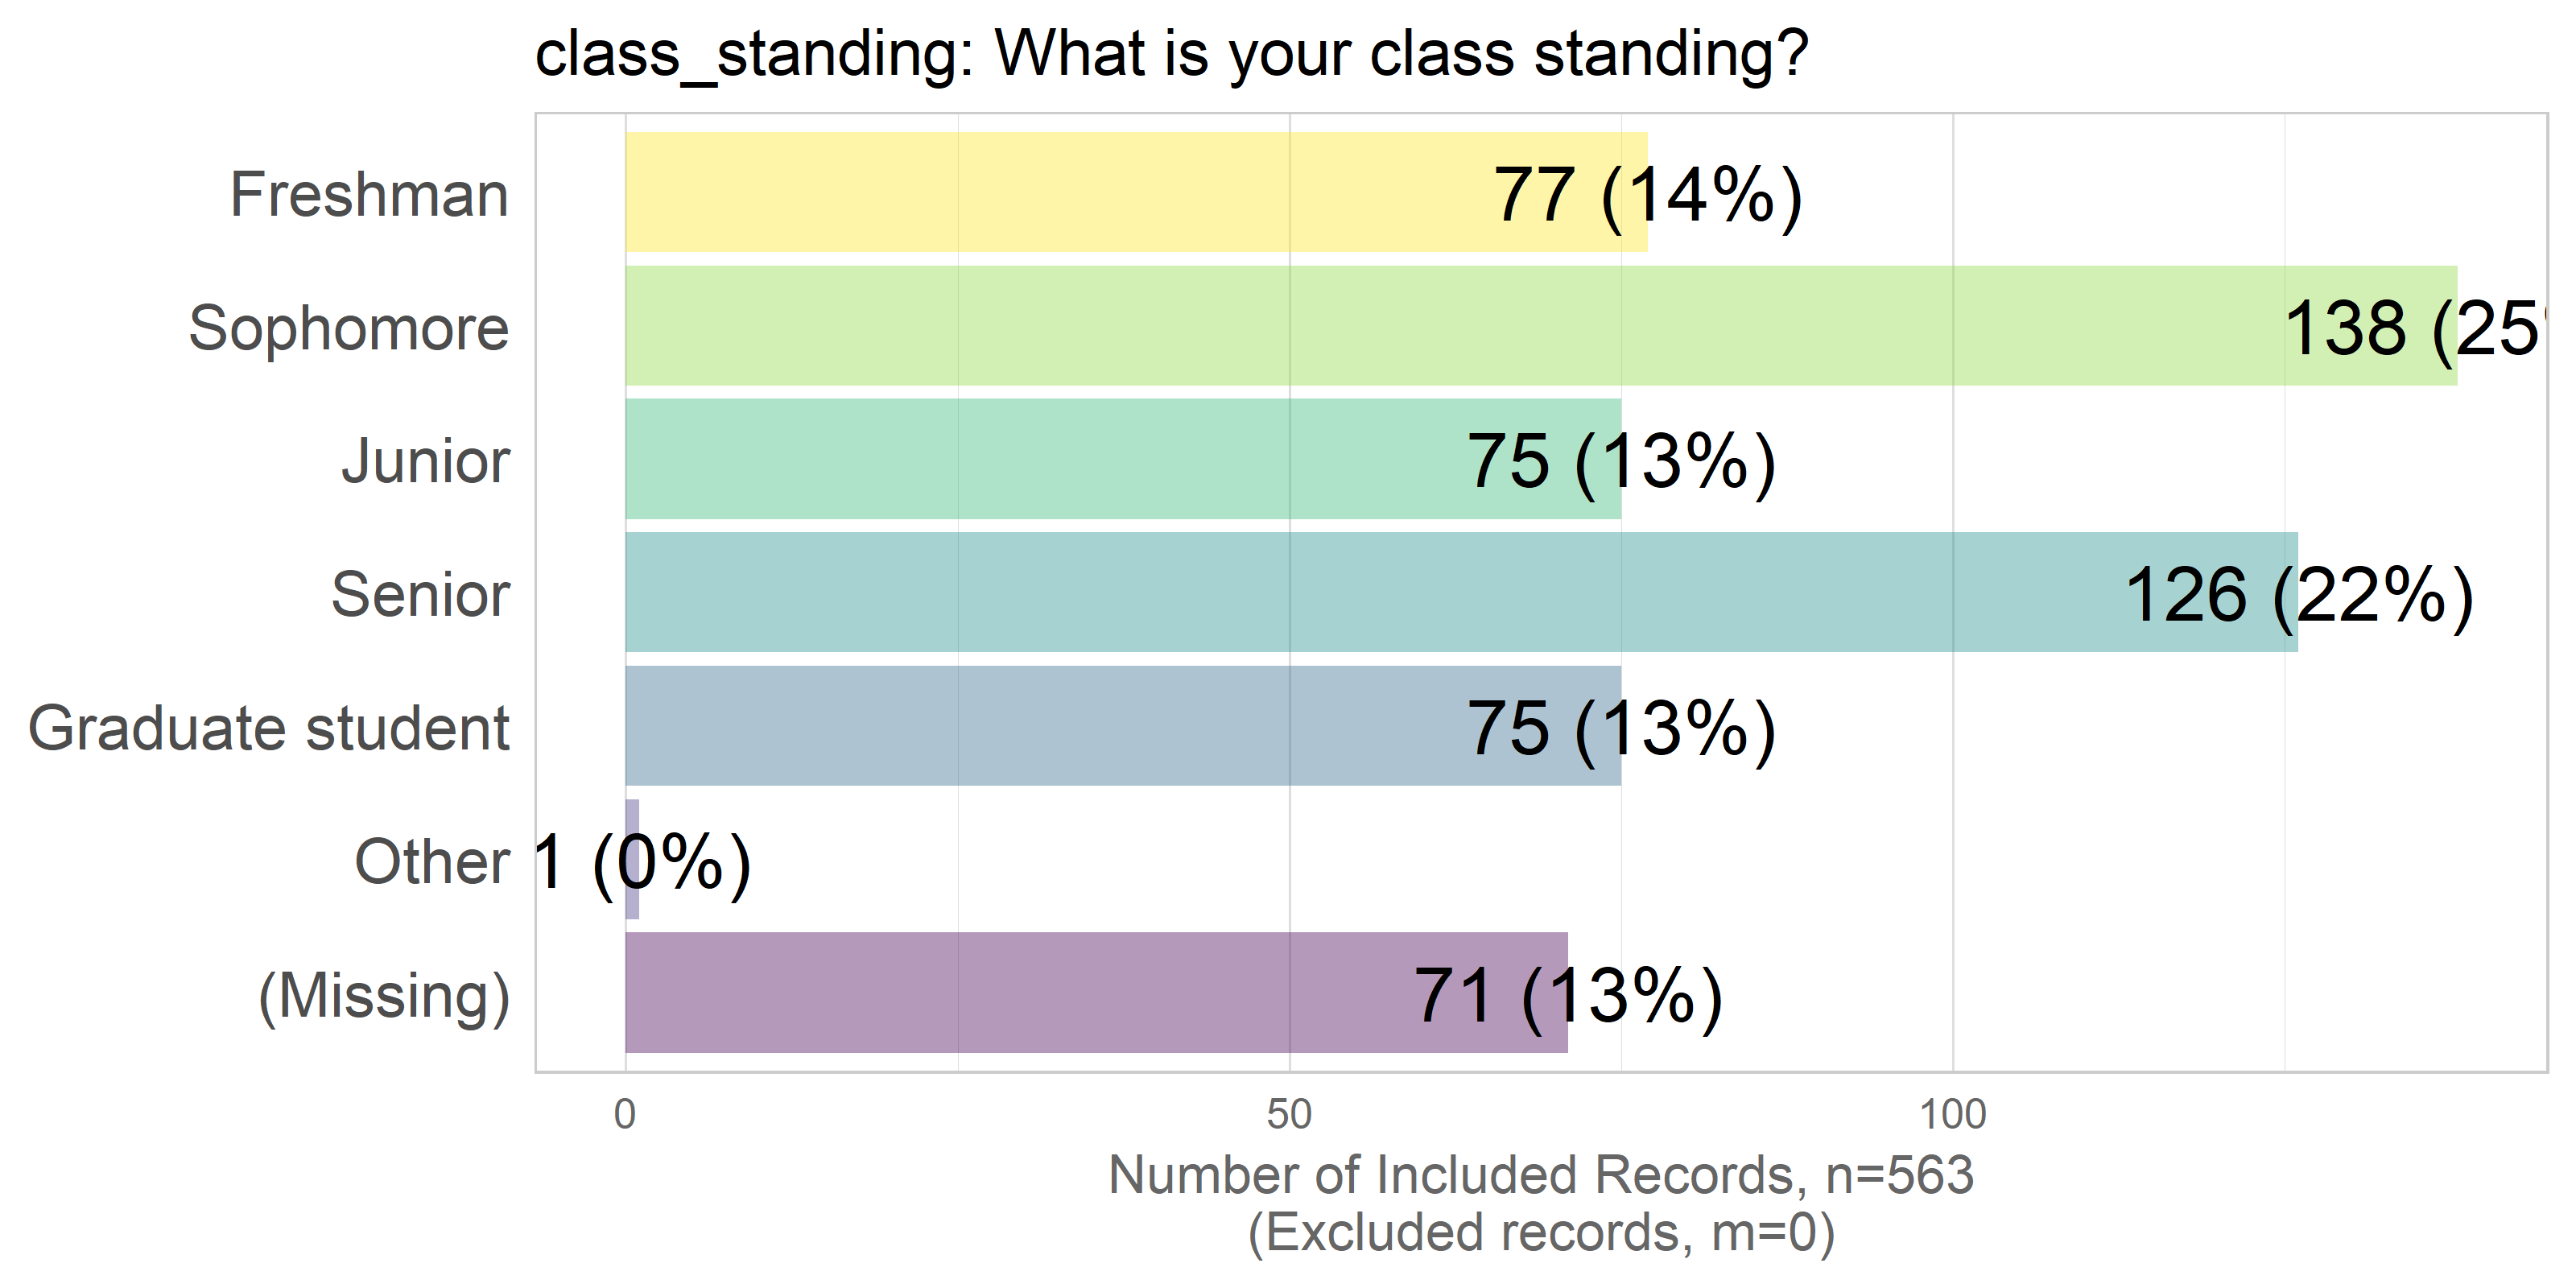 class_standing: What is your class standing?
Freshman 77 (14%)
Sophomore 138 (25
Junior 75 (13%)
Senior 126 (22%)
Graduate student 75 (13%)
Other 1 (0%)
(Missing) 71 (13%)
0 50 100
Number of Included Records, n=563
(Excluded records, m=0)